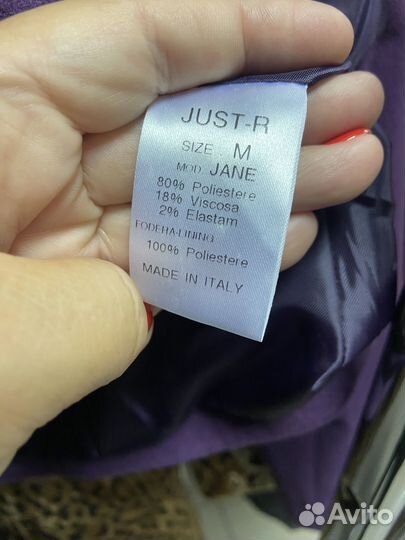 JUST-R
SIZE M
MOD. JANE
80% Poliestere
18% Viscosa
2% Elastam
FODERA-LINING
100% Poliestere
MADE IN ITALY
Avito